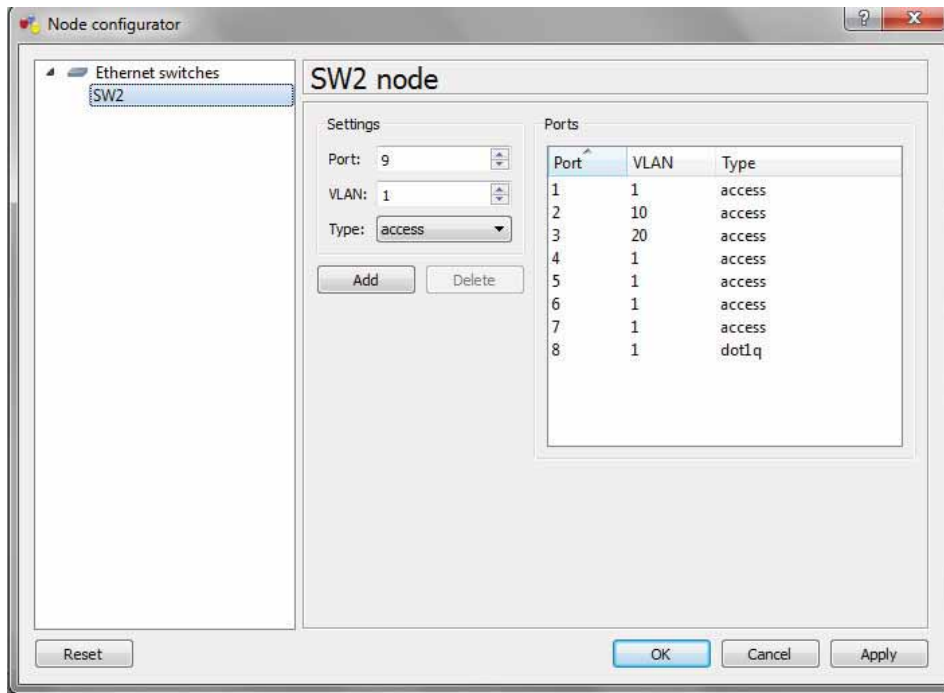 Node configurator
Ethernet switches
SW2
SW2 node
Settings
Port: 9
VLAN: 1
Type: access
Add Delete
Ports
Port VLAN Type
1 1 access
2 10 access
3 20 access
4 1 access
5 1 access
6 1 access
7 1 access
8 1 dot1q
Reset OK Cancel Apply